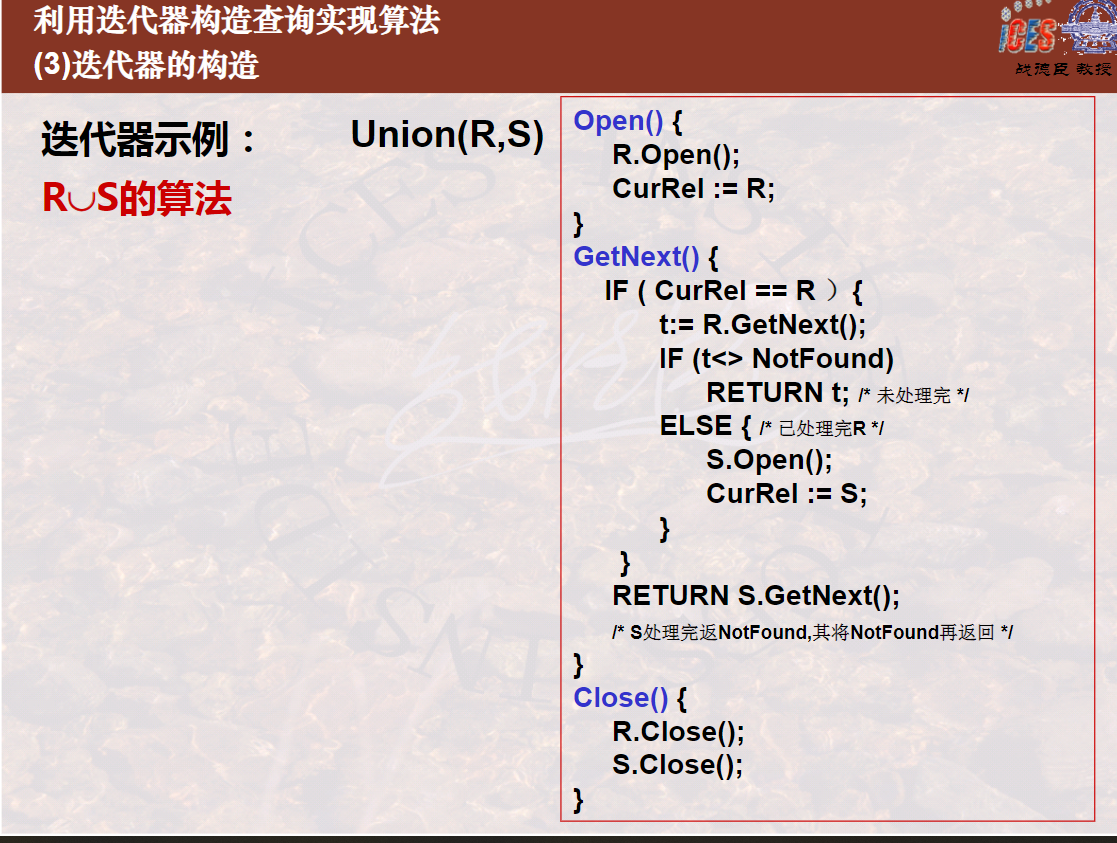 利用迭代器构造查询实现算法
(3)迭代器的构造
iCES
战德臣 教授
迭代器示例：
Union(R,S)
R∪S的算法
Open() {
R.Open();
CurRel := R;
}
GetNext() {
IF ( CurRel == R ）{
t:= R.GetNext();
IF (t<> NotFound)
RETURN t; /* 未处理完 */
ELSE { /* 已处理完R */
S.Open();
CurRel := S;
}
}
RETURN S.GetNext();
/* S处理完返NotFound,其将NotFound再返回 */
}
Close() {
R.Close();
S.Close();
}